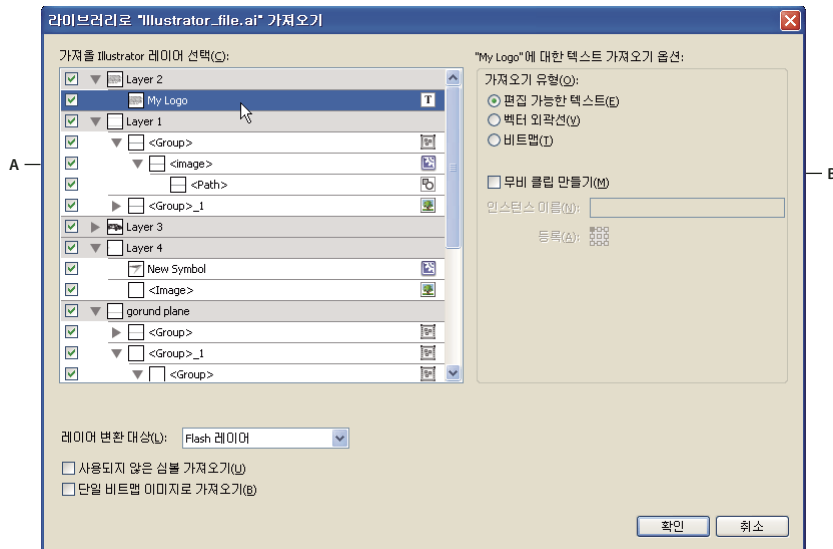 라이브러리로 "Illustrator_file.ai" 가져오기
가져올 Illustrator 레이어 선택(C):
Layer 2
My Logo
T
Layer 1
<Group>
<image>
<Path>
<Group>_1
Layer 3
Layer 4
New Symbol
<Image>
gorund plane
<Group>
<Group>_1
<Group>
A
"My Logo"에 대한 텍스트 가져오기 옵션:
가져오기 유형(O):
편집 가능한 텍스트(E)
벡터 외곽선(V)
비트맵(T)
무비 클립 만들기(M)
인스턴스 이름(N):
등록(A):
B
레이어 변환 대상(L): Flash 레이어
사용되지 않은 심볼 가져오기(U)
단일 비트맵 이미지로 가져오기(B)
확인 취소